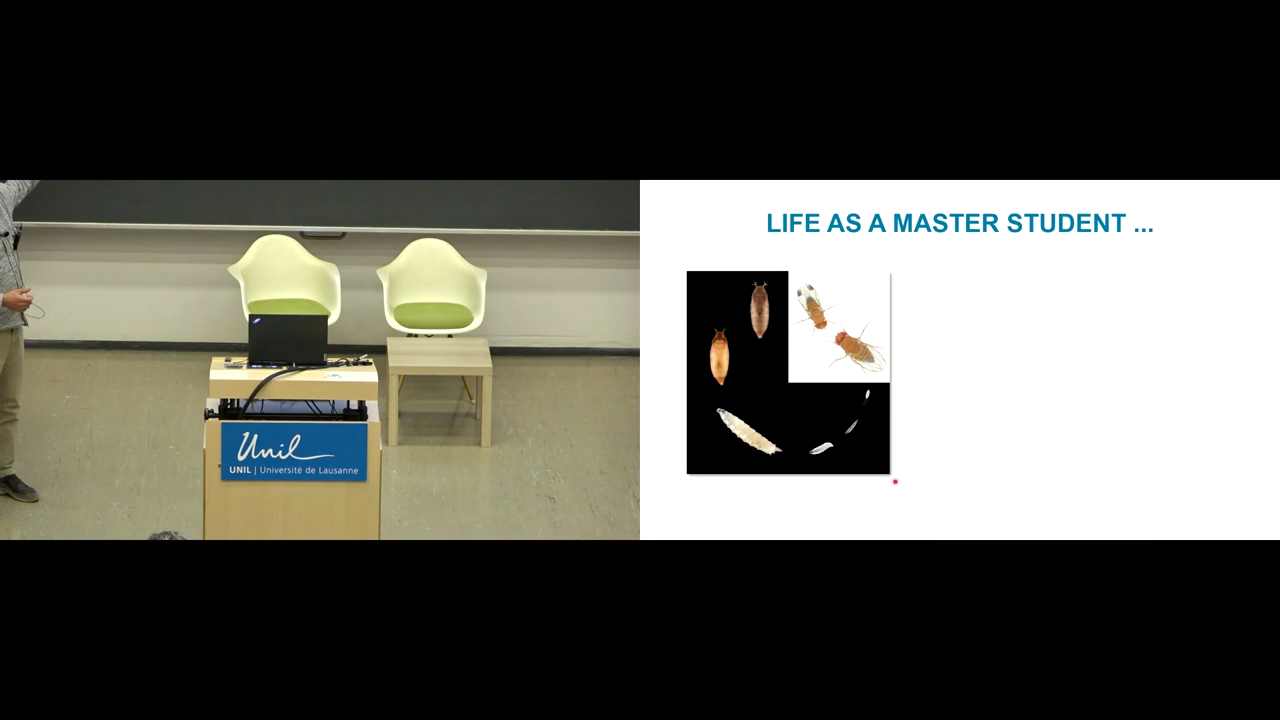 Unil
UNIL | Université de Lausanne
LIFE AS A MASTER STUDENT ...